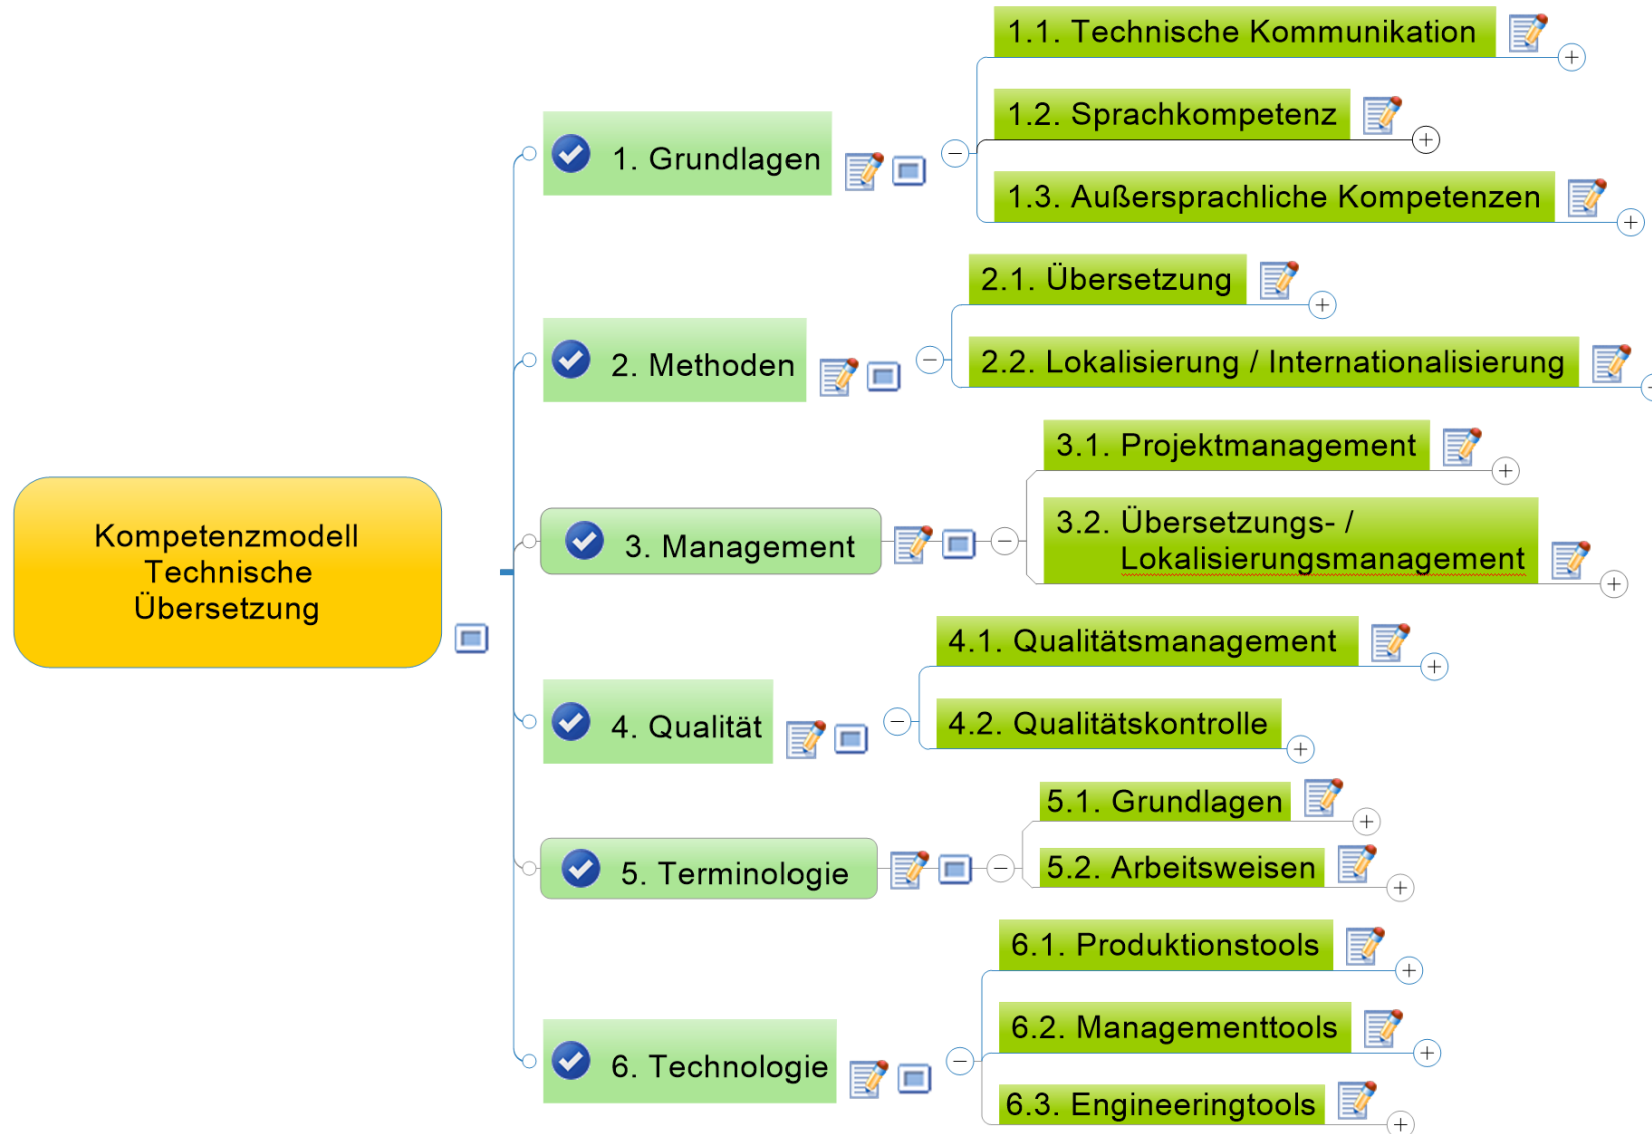 Kompetenzmodell
Technische
Übersetzung
1. Grundlagen
1.1. Technische Kommunikation
1.2. Sprachkompetenz
1.3. Außersprachliche Kompetenzen
2. Methoden
2.1. Übersetzung
2.2. Lokalisierung / Internationalisierung
3. Management
3.1. Projektmanagement
3.2. Übersetzungs- /
Lokalisierungsmanagement
4. Qualität
4.1. Qualitätsmanagement
4.2. Qualitätskontrolle
5. Terminologie
5.1. Grundlagen
5.2. Arbeitsweisen
6. Technologie
6.1. Produktionstools
6.2. Managementtools
6.3. Engineeringtools